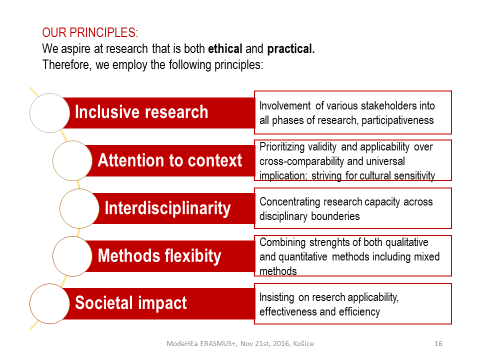 OUR PRINCIPLES:
We aspire at research that is both ethical and practical.
Therefore, we employ the following principles:
Inclusive research
Involvement of various stakeholders into
all phases of research, participativeness
Attention to context
Prioritizing validity and applicability over
cross-comparability and universal
implication; striving for cultural sensitivity
Interdisciplinarity
Concentrating research capacity across
disciplinary bounderies
Methods flexibity
Combining strenghts of both qualitative
and quantitative methods including mixed
methods
Societal impact
Insisting on reserch applicability,
effectiveness and efficiency
ModeHEa ERASMUS+, Nov 21st, 2016, Košice
16